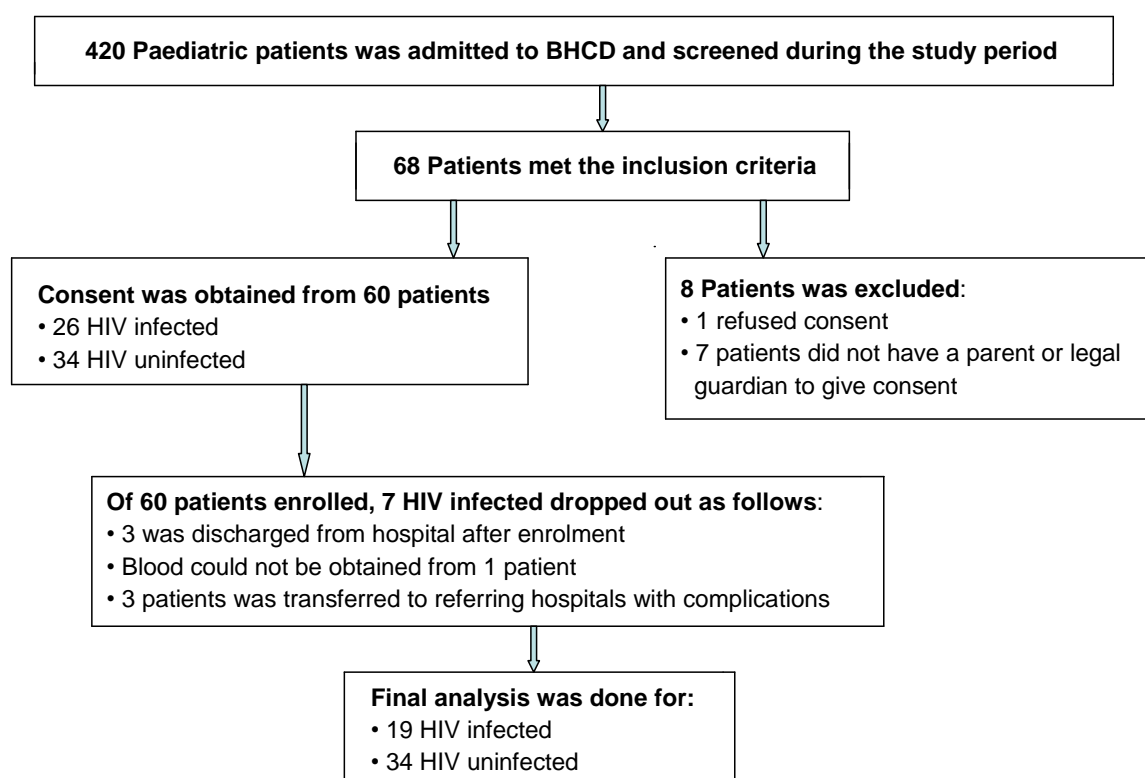 420 Paediatric patients was admitted to BHCD and screened during the study period
68 Patients met the inclusion criteria
Consent was obtained from 60 patients
• 26 HIV infected
• 34 HIV uninfected
8 Patients was excluded:
• 1 refused consent
• 7 patients did not have a parent or legal
guardian to give consent
Of 60 patients enrolled, 7 HIV infected dropped out as follows:
• 3 was discharged from hospital after enrolment
• Blood could not be obtained from 1 patient
• 3 patients was transferred to referring hospitals with complications
Final analysis was done for:
• 19 HIV infected
• 34 HIV uninfected